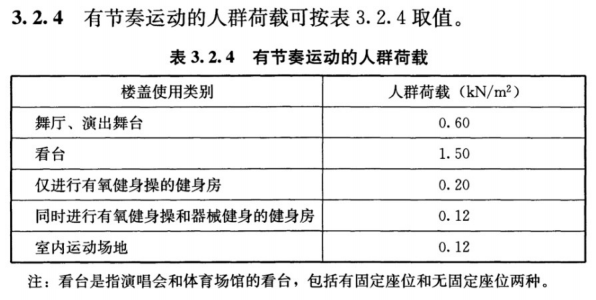 3.2.4 有节奏运动的人群荷载可按表 3.2.4 取值。
表 3.2.4 有节奏运动的人群荷载
楼盖使用类别 人群荷载（kN/m²）
舞厅、演出舞台 0.60
看台 1.50
仅进行有氧健身操的健身房 0.20
同时进行有氧健身操和器械健身的健身房 0.12
室内运动场地 0.12
注：看台是指演唱会和体育场馆的看台，包括有固定座位和无固定座位两种。